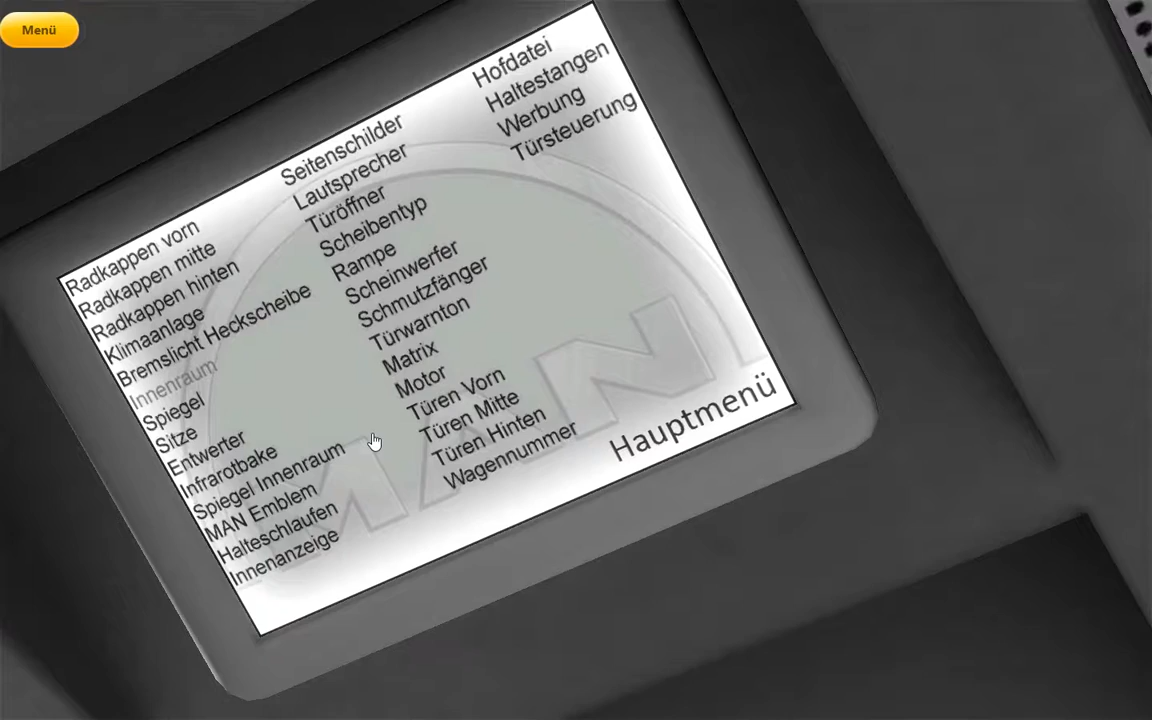 Menü
Radkappen vorn
Radkappen mitte
Radkappen hinten
Klimaanlage
Bremslicht Heckscheibe
Innenraum
Spiegel
Sitze
Entwerter
Infrarotbake
Spiegel Innenraum
MAN Emblem
Halteschlaufen
Innenanzeige
Seitenschilder
Lautsprecher
Türöffner
Scheibentyp
Rampe
Scheinwerfer
Schmutzfänger
Türwarnton
Matrix
Motor
Türen Vorn
Türen Mitte
Türen Hinten
Wagennummer
Hofdatei
Haltestangen
Werbung
Türsteuerung
Hauptmenü
MAN